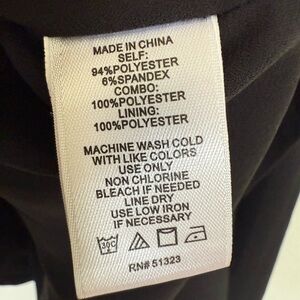 MADE IN CHINA
SELF:
94%POLYESTER
6%SPANDEX
COMBO:
100%POLYESTER
LINING:
100%POLYESTER
MACHINE WASH COLD
WITH LIKE COLORS
USE ONLY
NON CHLORINE
BLEACH IF NEEDED
LINE DRY
USE LOW IRON
IF NECESSARY
30C
RN# 51323